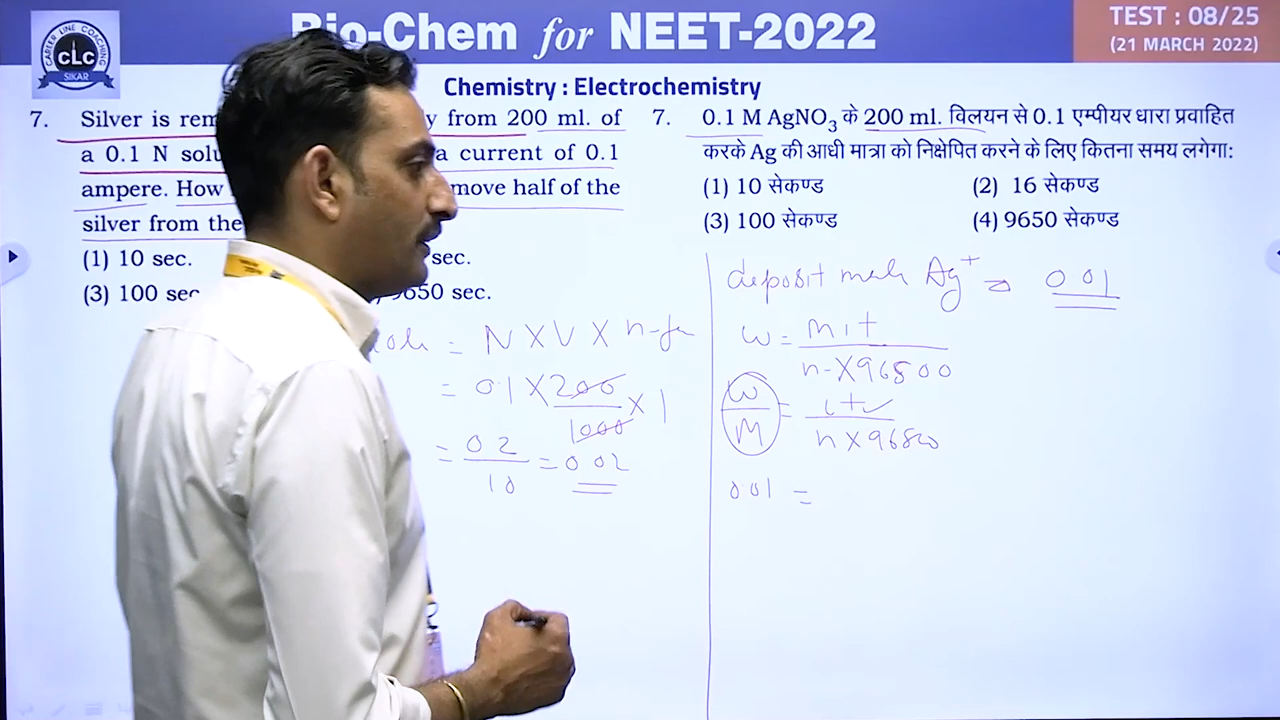 Bio-Chem for NEET-2022
TEST : 08/25
(21 MARCH 2022)
CAREER LINE COACHING
CLC
SIKAR
Chemistry : Electrochemistry
7. Silver is rem y from 200 ml. of
a 0.1 N solu a current of 0.1
ampere. How move half of the
silver from the
(1) 10 sec. sec.
(3) 100 sec 9650 sec.
= N X V X n-
= 0.1 X 200/1000 X 1
= 0.2/10 = 0.02
7. 0.1 M AgNO₃ के 200 ml. विलयन से 0.1 एम्पीयर धारा प्रवाहित
करके Ag की आधी मात्रा को निक्षेपित करने के लिए कितना समय लगेगा:
(1) 10 सेकण्ड (2) 16 सेकण्ड
(3) 100 सेकण्ड (4) 9650 सेकण्ड
deposit mole Ag⁺ = 0.01
w = M i t / n X 96500
w/M = i t / n X 96500
0.01 =